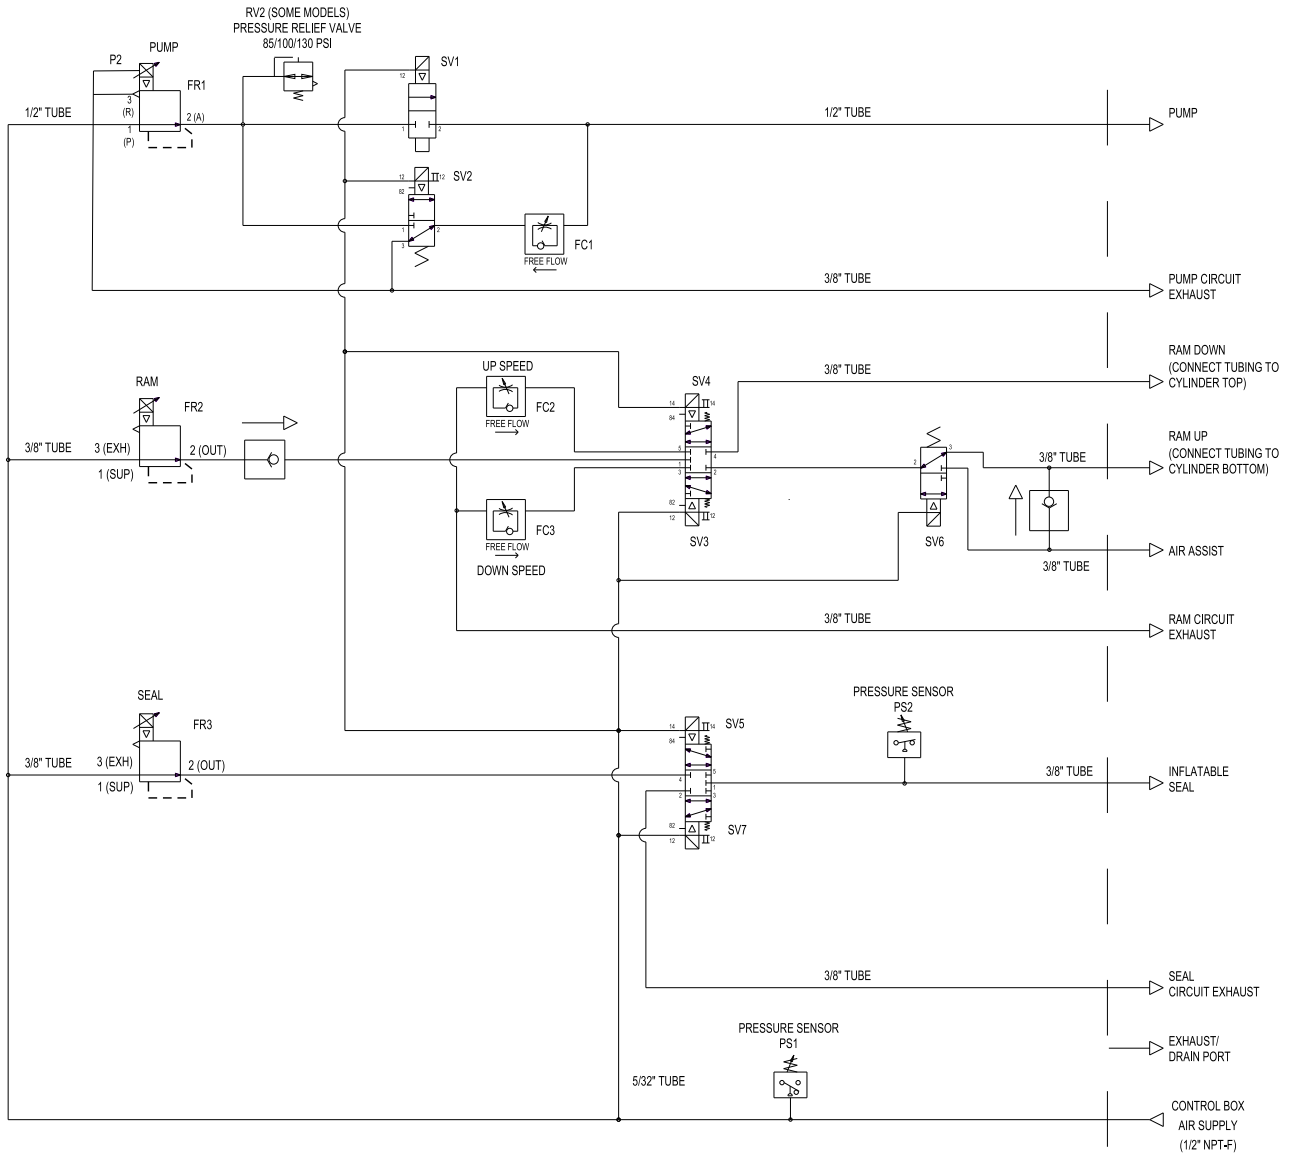 RV2 (SOME MODELS)
PRESSURE RELIEF VALVE
85/100/130 PSI
PUMP
P2
FR1
SV1
12
3
(R)
1/2" TUBE
2 (A)
1
(P)
1
2
1/2" TUBE
PUMP
12
12
SV2
82
1
2
3
FC1
FREE FLOW
3/8" TUBE
PUMP CIRCUIT
EXHAUST
RAM DOWN
(CONNECT TUBING TO
CYLINDER TOP)
UP SPEED
3/8" TUBE
RAM
SV4
FR2
FC2
14
14
84
FREE FLOW
3/8" TUBE
3 (EXH)
2 (OUT)
1 (SUP)
5
4
1
3
2
2
3
3/8" TUBE
RAM UP
(CONNECT TUBING TO
CYLINDER BOTTOM)
82
12
12
FC3
FREE FLOW
SV3
SV6
DOWN SPEED
AIR ASSIST
3/8" TUBE
3/8" TUBE
RAM CIRCUIT
EXHAUST
SEAL
FR3
PRESSURE SENSOR
PS2
14
14
SV5
84
3/8" TUBE
3 (EXH)
2 (OUT)
1 (SUP)
5
4
1
2
3
3/8" TUBE
INFLATABLE
SEAL
82
12
12
SV7
3/8" TUBE
SEAL
CIRCUIT EXHAUST
PRESSURE SENSOR
PS1
EXHAUST/
DRAIN PORT
5/32" TUBE
CONTROL BOX
AIR SUPPLY
(1/2" NPT-F)